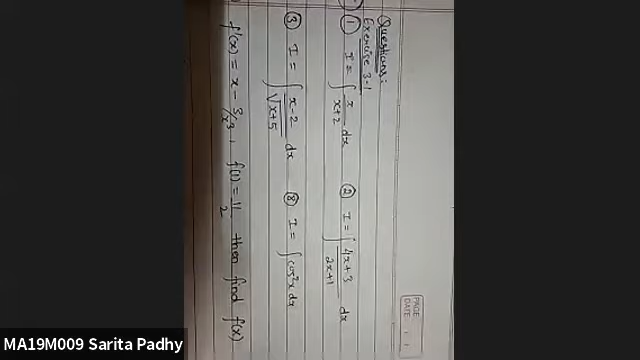 Questions:
Exercise 3.1
① I = ∫ x/(x+2) dx ② I = ∫ (4x+3)/(2x+1) dx
③ I = ∫ (x-2)/√(x+5) dx ⑧ I = ∫ cos²x dx
f'(x) = x - 3/x³, f(1) = 11/2 then find f(x)
PAGE:
DATE: / /
MA19M009 Sarita Padhy